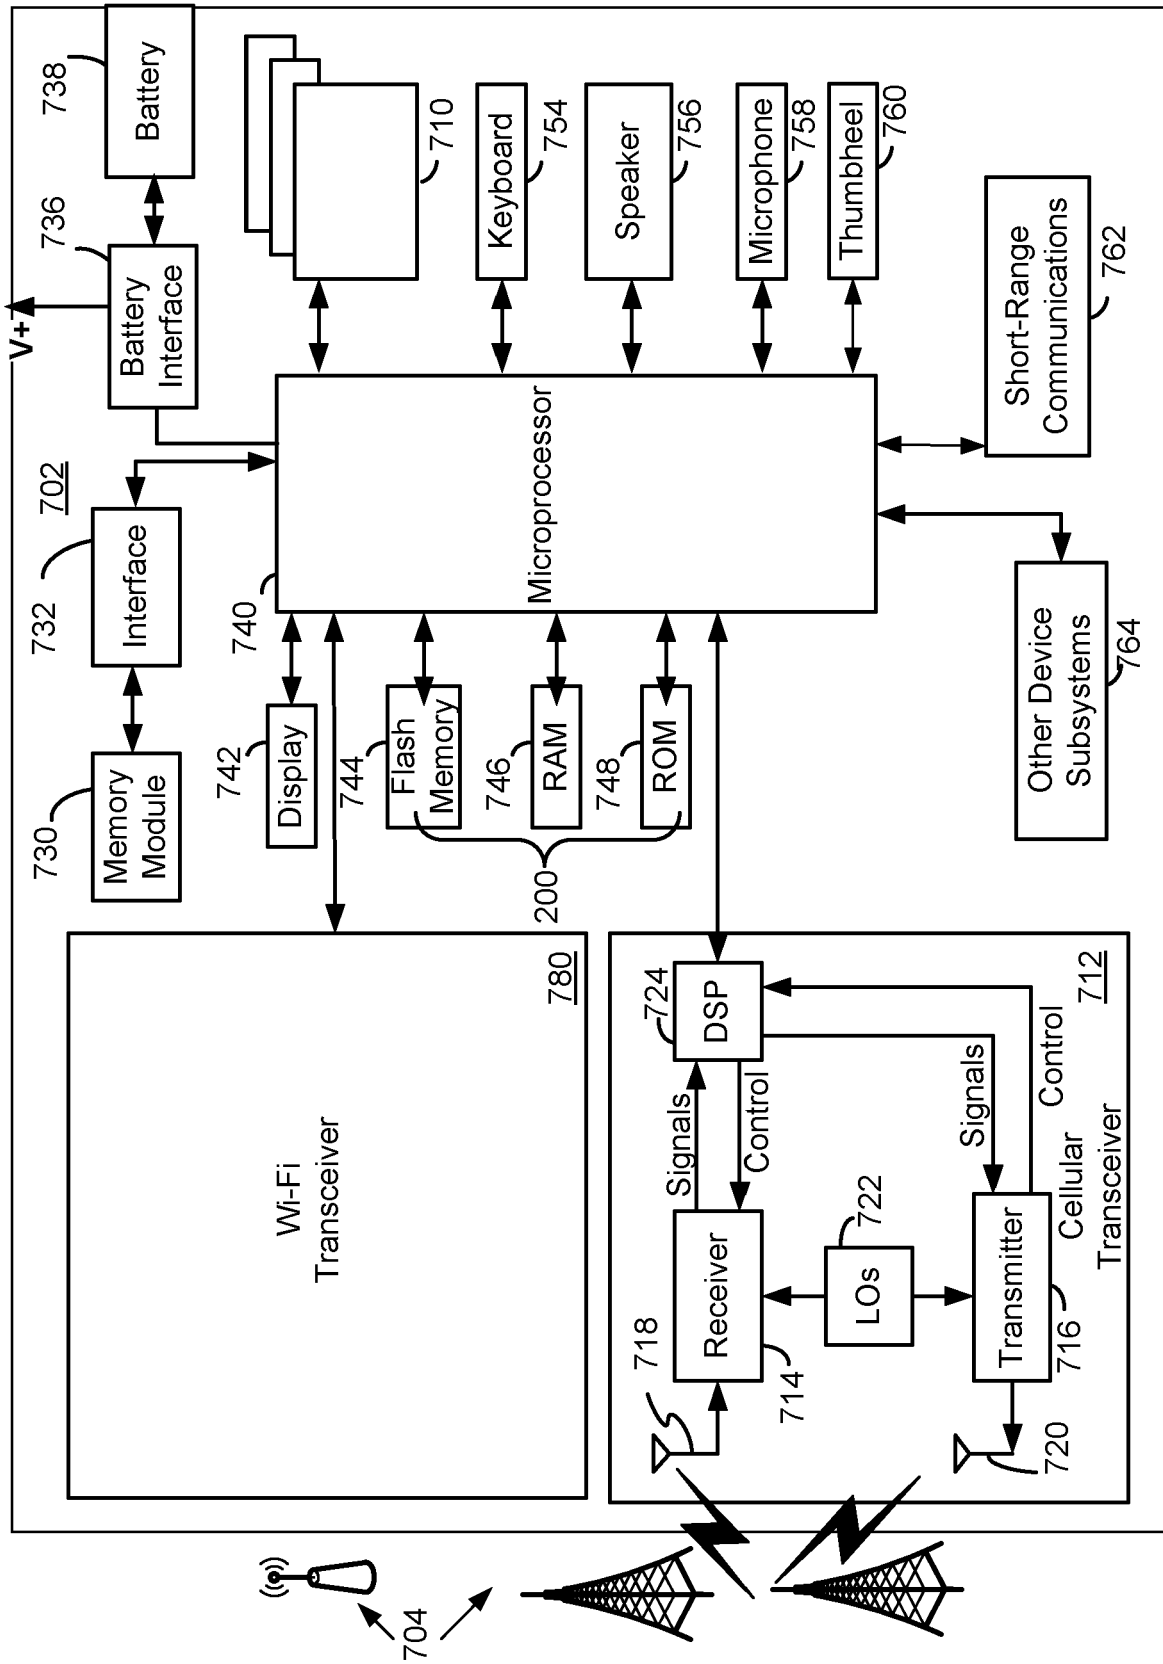 704
V+
730
732
702
736
738
Memory
Module
Interface
Battery
Interface
Battery
Wi-Fi
Transceiver
780
742
740
Display
744
Flash
Memory
746
RAM
748
ROM
200
Microprocessor
710
Keyboard
754
Speaker
756
Microphone
758
Thumbheel
760
718
Receiver
714
Signals
Control
724
DSP
722
LOs
Transmitter
716
720
Signals
Control
Cellular
Transceiver
712
Other Device
Subsystems
764
Short-Range
Communications
762